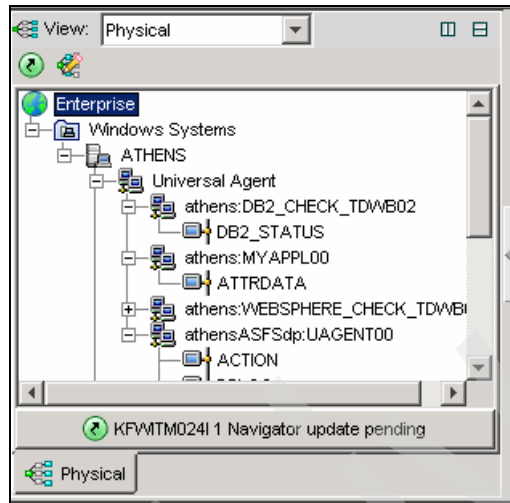 View: Physical
Enterprise
Windows Systems
ATHENS
Universal Agent
athens:DB2_CHECK_TDWB02
DB2_STATUS
athens:MYAPPL00
ATTRDATA
athens:WEBSPHERE_CHECK_TDWB
athensASFSdp:UAGENT00
ACTION
KFWITM024I 1 Navigator update pending
Physical